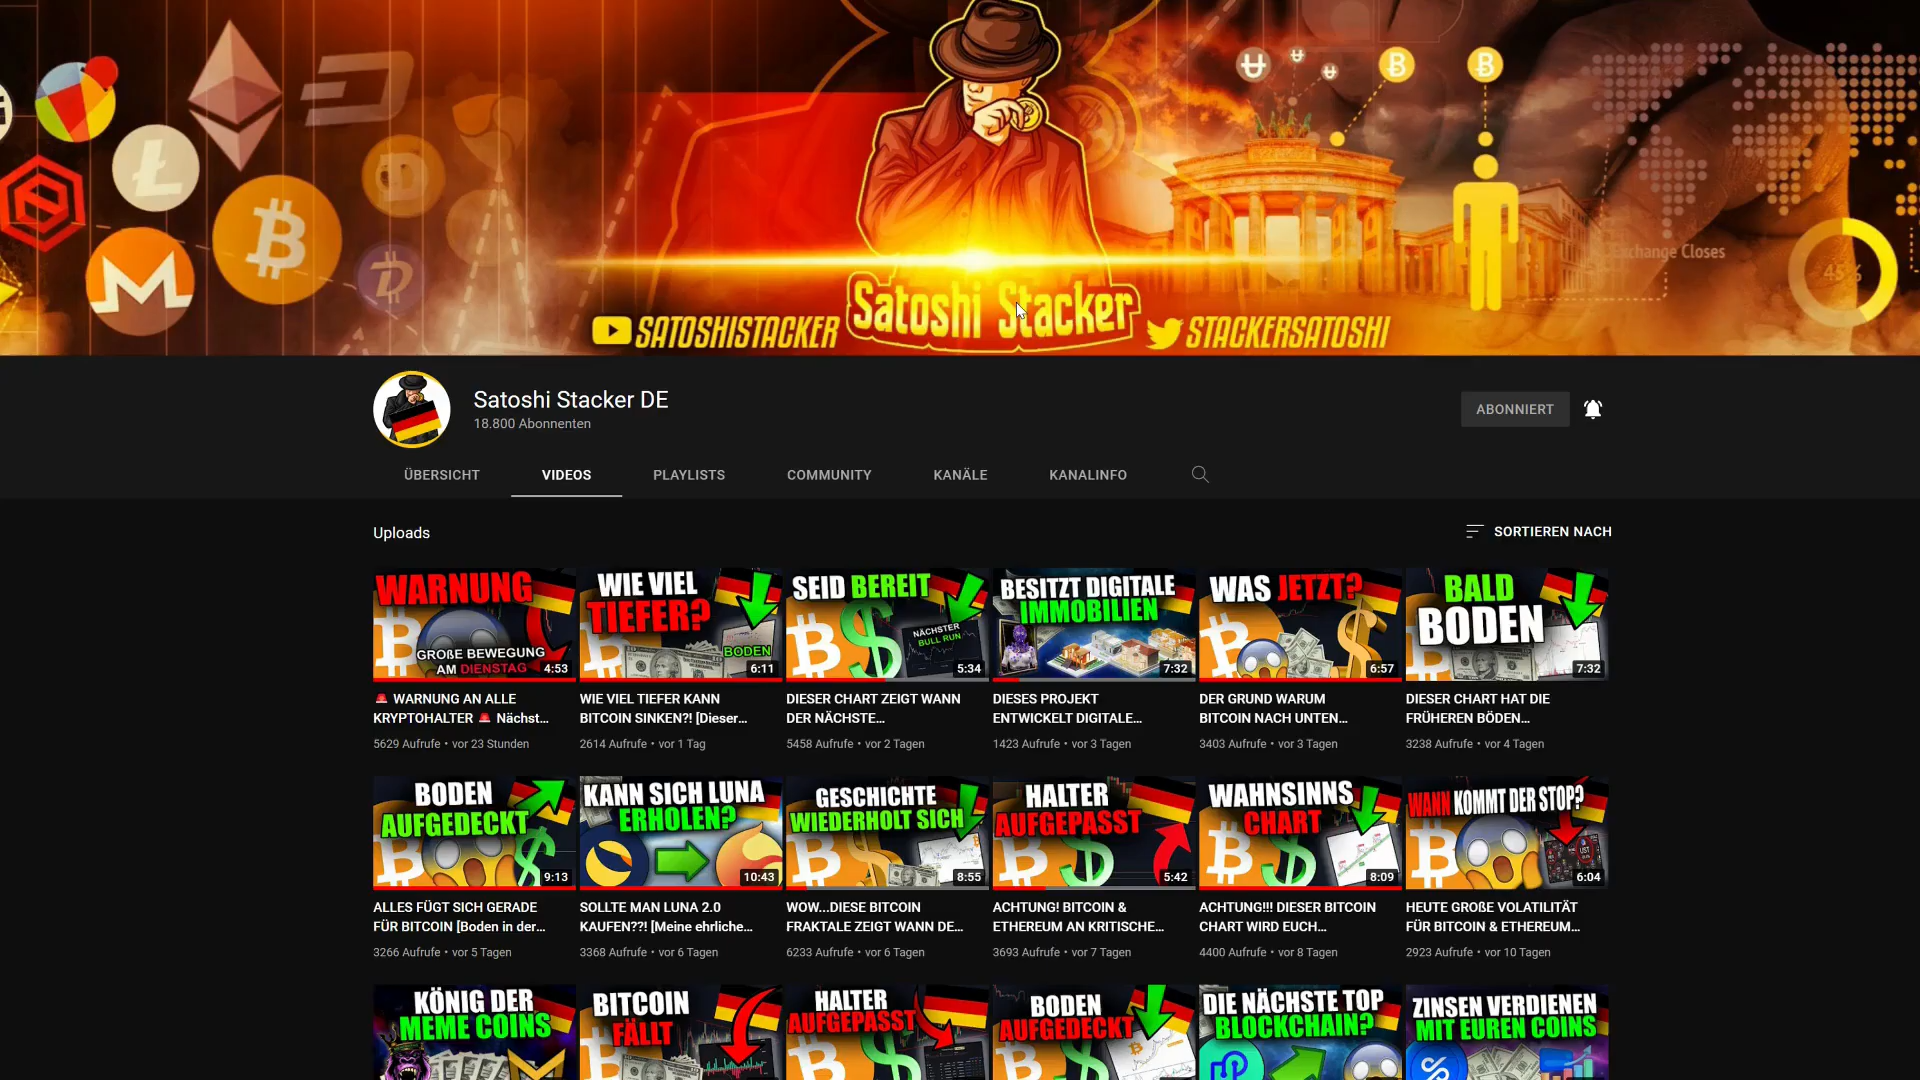 Exchange Closes
45%
SATOSHISTACKER
Satoshi Stacker
STACKERSATOSHI
Satoshi Stacker DE
18.800 Abonnenten
ABONNIERT
ÜBERSICHT
VIDEOS
PLAYLISTS
COMMUNITY
KANÄLE
KANALINFO
Uploads
SORTIEREN NACH
WARNUNG
GROßE BEWEGUNG
AM DIENSTAG
4:53
WIE VIEL
TIEFER?
BODEN
6:11
SEID BEREIT
NÄCHSTER
BULL RUN
5:34
BESITZT DIGITALE
IMMOBILIEN
7:32
WAS JETZT?
6:57
BALD
BODEN
7:32
🚨 WARNUNG AN ALLE
KRYPTOHALTER 🚨 Nächst...
5629 Aufrufe • vor 23 Stunden
WIE VIEL TIEFER KANN
BITCOIN SINKEN?! [Dieser...
2614 Aufrufe • vor 1 Tag
DIESER CHART ZEIGT WANN
DER NÄCHSTE...
5458 Aufrufe • vor 2 Tagen
DIESES PROJEKT
ENTWICKELT DIGITALE...
1423 Aufrufe • vor 3 Tagen
DER GRUND WARUM
BITCOIN NACH UNTEN...
3403 Aufrufe • vor 3 Tagen
DIESER CHART HAT DIE
FRÜHEREN BÖDEN...
3238 Aufrufe • vor 4 Tagen
BODEN
AUFGEDECKT
9:13
KANN SICH LUNA
ERHOLEN?
10:43
GESCHICHTE
WIEDERHOLT SICH
8:55
HALTER
AUFGEPASST
5:42
WAHNSINNS
CHART
8:09
WANN KOMMT DER STOP?
UST
6:04
ALLES FÜGT SICH GERADE
FÜR BITCOIN [Boden in der...
3266 Aufrufe • vor 5 Tagen
SOLLTE MAN LUNA 2.0
KAUFEN??! [Meine ehrliche...
3368 Aufrufe • vor 6 Tagen
WOW...DIESE BITCOIN
FRAKTALE ZEIGT WANN DE...
6233 Aufrufe • vor 6 Tagen
ACHTUNG! BITCOIN &
ETHEREUM AN KRITISCHE...
3693 Aufrufe • vor 7 Tagen
ACHTUNG!!! DIESER BITCOIN
CHART WIRD EUCH...
4400 Aufrufe • vor 8 Tagen
HEUTE GROßE VOLATILITÄT
FÜR BITCOIN & ETHEREUM...
2923 Aufrufe • vor 10 Tagen
KÖNIG DER
MEME COINS
BITCOIN
FÄLLT
HALTER
AUFGEPASST
BODEN
AUFGEDECKT
DIE NÄCHSTE TOP
BLOCKCHAIN?
ZINSEN VERDIENEN
MIT EUREN COINS